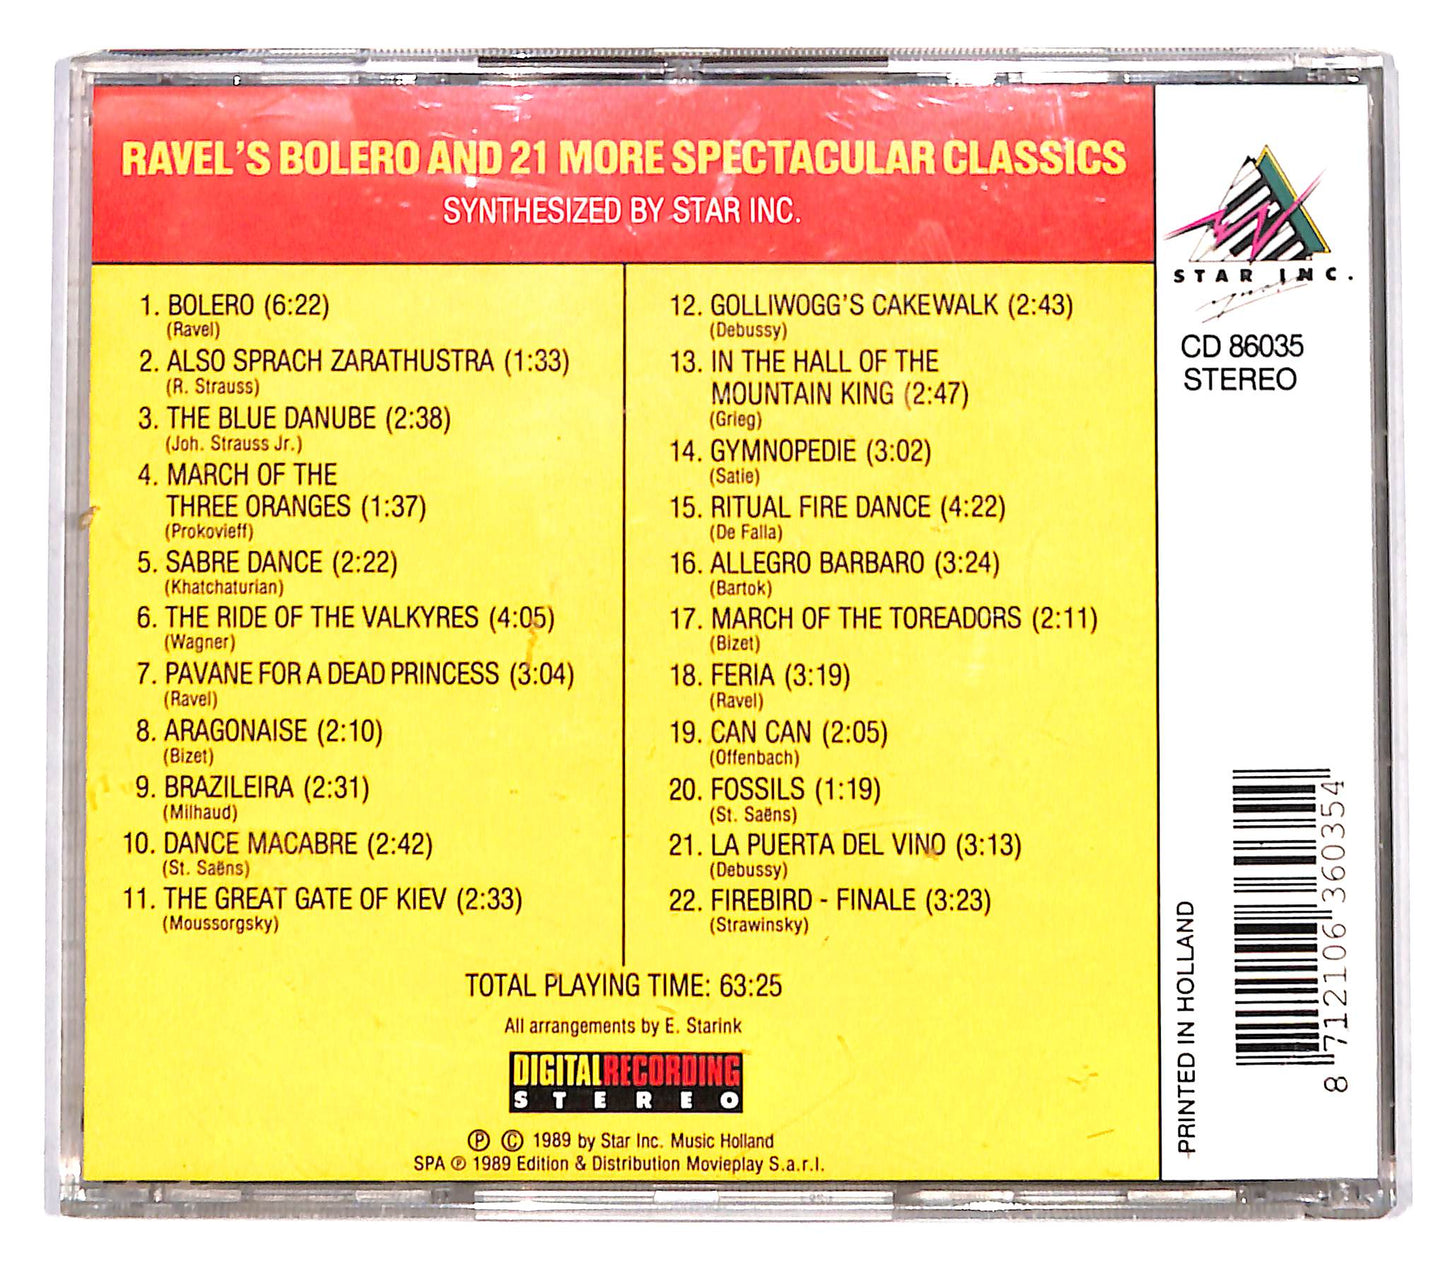 RAVEL'S BOLERO AND 21 MORE SPECTACULAR CLASSICS
SYNTHESIZED BY STAR INC.
1. BOLERO (6:22)
(Ravel)
2. ALSO SPRACH ZARATHUSTRA (1:33)
(R. Strauss)
3. THE BLUE DANUBE (2:38)
(Joh. Strauss Jr.)
4. MARCH OF THE
THREE ORANGES (1:37)
(Prokovieff)
5. SABRE DANCE (2:22)
(Khatchaturian)
6. THE RIDE OF THE VALKYRES (4:05)
(Wagner)
7. PAVANE FOR A DEAD PRINCESS (3:04)
(Ravel)
8. ARAGONAISE (2:10)
(Bizet)
9. BRAZILEIRA (2:31)
(Milhaud)
10. DANCE MACABRE (2:42)
(St. Saëns)
11. THE GREAT GATE OF KIEV (2:33)
(Moussorgsky)
12. GOLLIWOGG'S CAKEWALK (2:43)
(Debussy)
13. IN THE HALL OF THE
MOUNTAIN KING (2:47)
(Grieg)
14. GYMNOPEDIE (3:02)
(Satie)
15. RITUAL FIRE DANCE (4:22)
(De Falla)
16. ALLEGRO BARBARO (3:24)
(Bartok)
17. MARCH OF THE TOREADORS (2:11)
(Bizet)
18. FERIA (3:19)
(Ravel)
19. CAN CAN (2:05)
(Offenbach)
20. FOSSILS (1:19)
(St. Saëns)
21. LA PUERTA DEL VINO (3:13)
(Debussy)
22. FIREBIRD - FINALE (3:23)
(Strawinsky)
TOTAL PLAYING TIME: 63:25
All arrangements by E. Starink
DIGITAL RECORDING
STEREO
Ⓟ © 1989 by Star Inc. Music Holland
SPA Ⓟ 1989 Edition & Distribution Movieplay S.a.r.l.
STAR INC.
CD 86035
STEREO
PRINTED IN HOLLAND
8 712106 360354